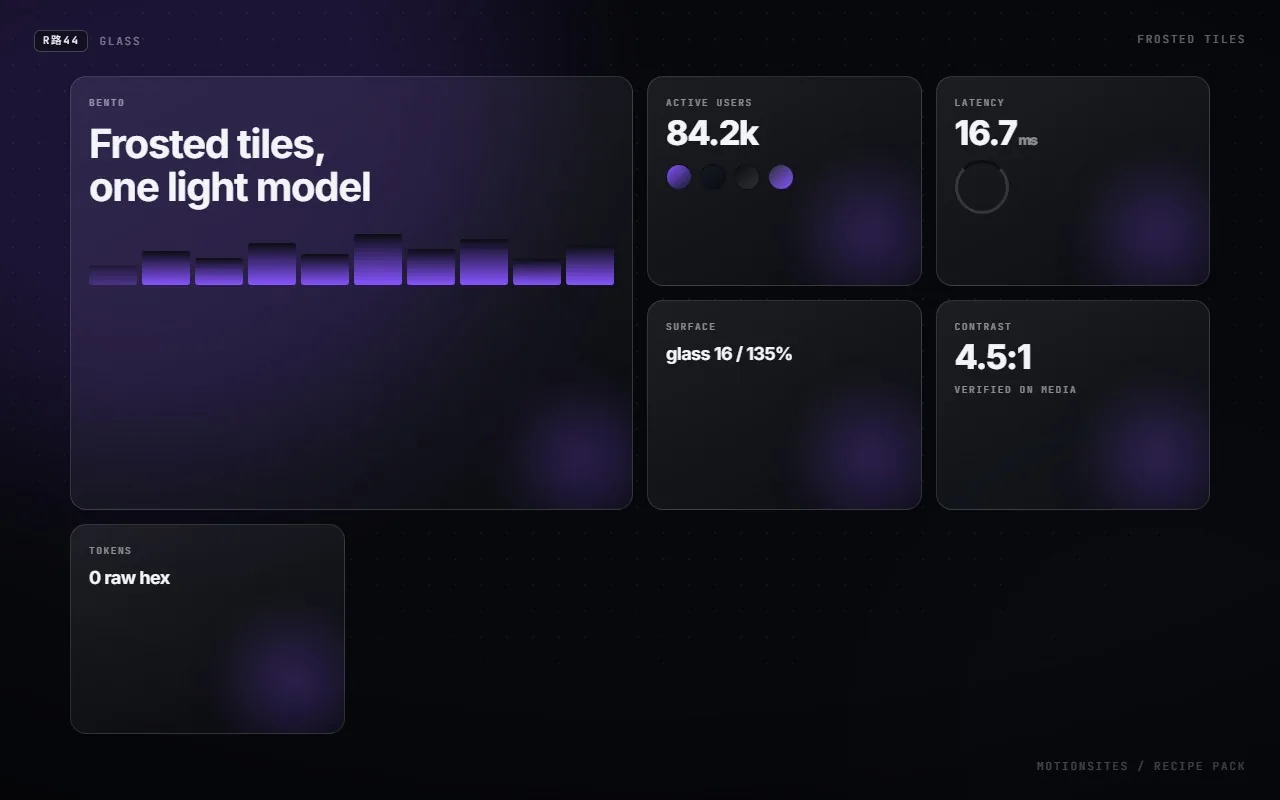 R路44 GLASS
FROSTED TILES
BENTO
Frosted tiles,
one light model
ACTIVE USERS
84.2k
LATENCY
16.7ms
SURFACE
glass 16 / 135%
CONTRAST
4.5:1
VERIFIED ON MEDIA
TOKENS
0 raw hex
MOTIONSITES / RECIPE PACK